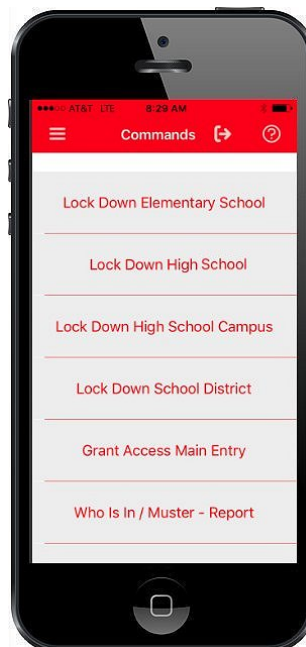 AT&T LTE 8:29 AM
Commands
Lock Down Elementary School
Lock Down High School
Lock Down High School Campus
Lock Down School District
Grant Access Main Entry
Who Is In / Muster - Report